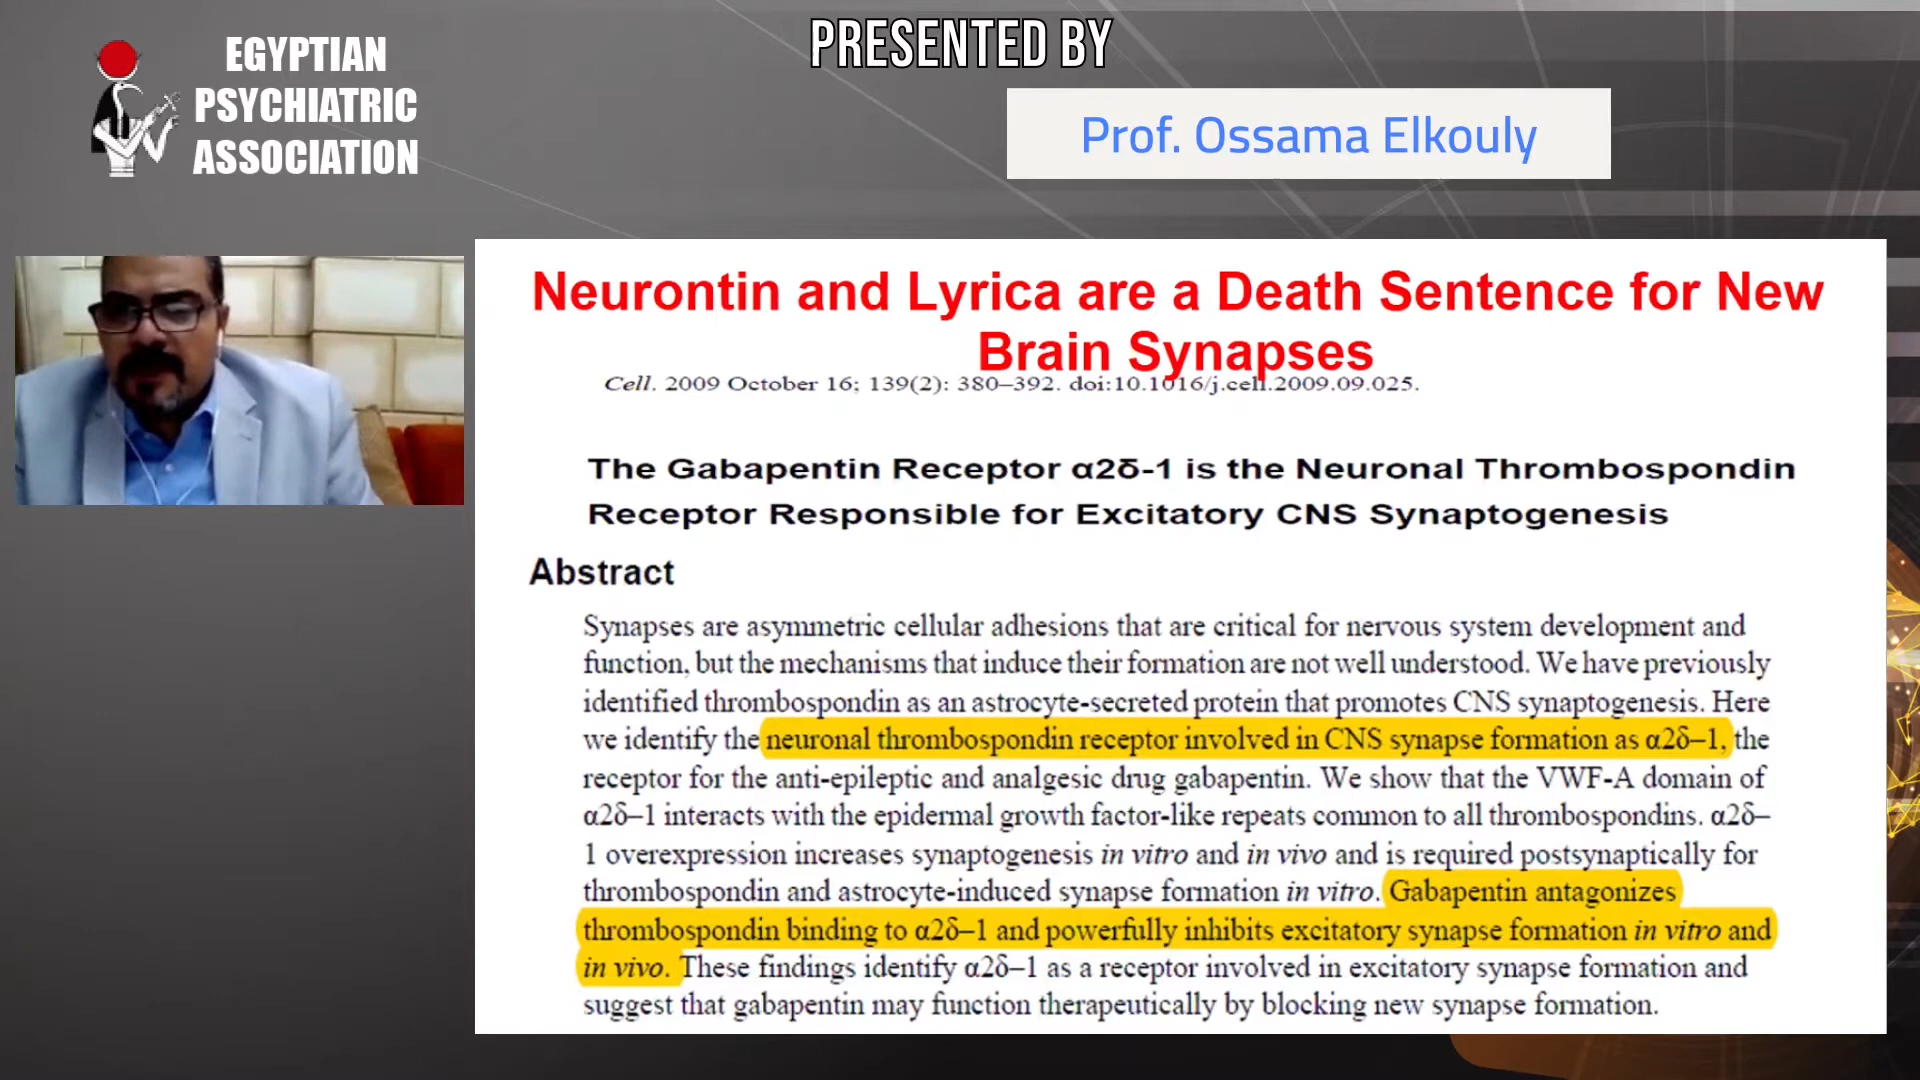 EGYPTIAN
PSYCHIATRIC
ASSOCIATION
PRESENTED BY
Prof. Ossama Elkouly
Neurontin and Lyrica are a Death Sentence for New
Brain Synapses
Cell. 2009 October 16; 139(2): 380–392. doi:10.1016/j.cell.2009.09.025.
The Gabapentin Receptor α2δ-1 is the Neuronal Thrombospondin
Receptor Responsible for Excitatory CNS Synaptogenesis
Abstract
Synapses are asymmetric cellular adhesions that are critical for nervous system development and
function, but the mechanisms that induce their formation are not well understood. We have previously
identified thrombospondin as an astrocyte-secreted protein that promotes CNS synaptogenesis. Here
we identify the neuronal thrombospondin receptor involved in CNS synapse formation as α2δ–1, the
receptor for the anti-epileptic and analgesic drug gabapentin. We show that the VWF-A domain of
α2δ–1 interacts with the epidermal growth factor-like repeats common to all thrombospondins. α2δ–
1 overexpression increases synaptogenesis in vitro and in vivo and is required postsynaptically for
thrombospondin and astrocyte-induced synapse formation in vitro. Gabapentin antagonizes
thrombospondin binding to α2δ–1 and powerfully inhibits excitatory synapse formation in vitro and
in vivo. These findings identify α2δ–1 as a receptor involved in excitatory synapse formation and
suggest that gabapentin may function therapeutically by blocking new synapse formation.